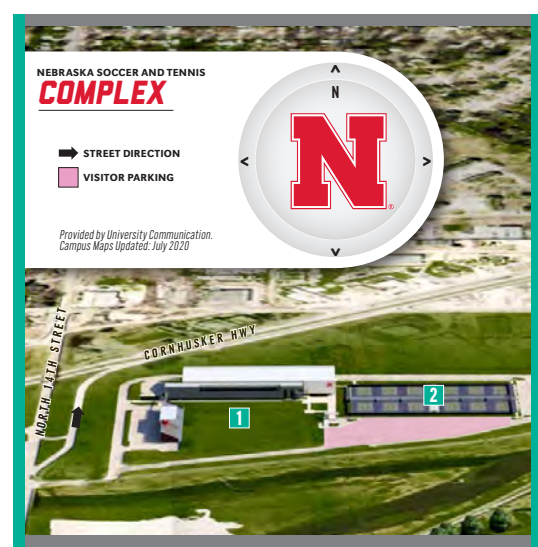 NEBRASKA SOCCER AND TENNIS
COMPLEX
STREET DIRECTION
VISITOR PARKING
Provided by University Communication.
Campus Maps Updated: July 2020
^
N
<
N
®
>
v
NORTH 14TH STREET
CORNHUSKER HWY
1
2